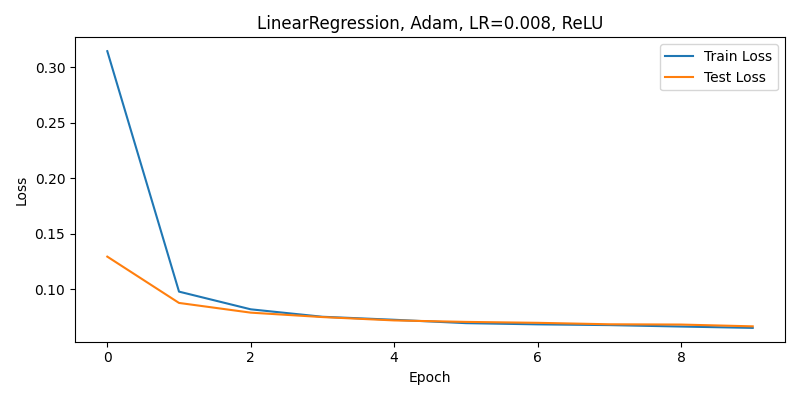 LinearRegression, Adam, LR=0.008, ReLU
Train Loss
Test Loss
0.30
0.25
0.20
0.15
0.10
Loss
0 2 4 6 8
Epoch